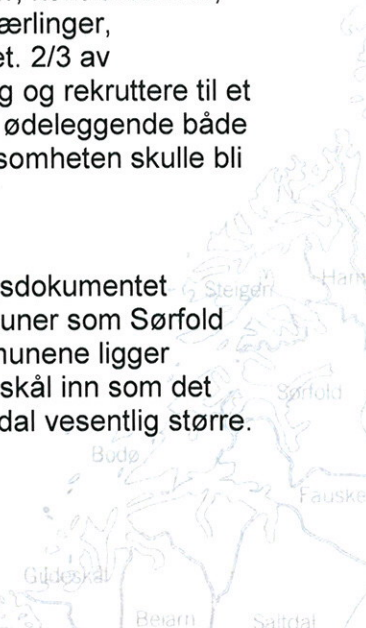 ærlinger,
et. 2/3 av
g og rekruttere til et
ødeleggende både
somheten skulle bli
sdokumentet
Steigen
Ham
uner som Sørfold
nunene ligger
skål inn som det
Sørfold
dal vesentlig større.
Bodø
Fauske
Gildeskål
Beiarn
Saltdal